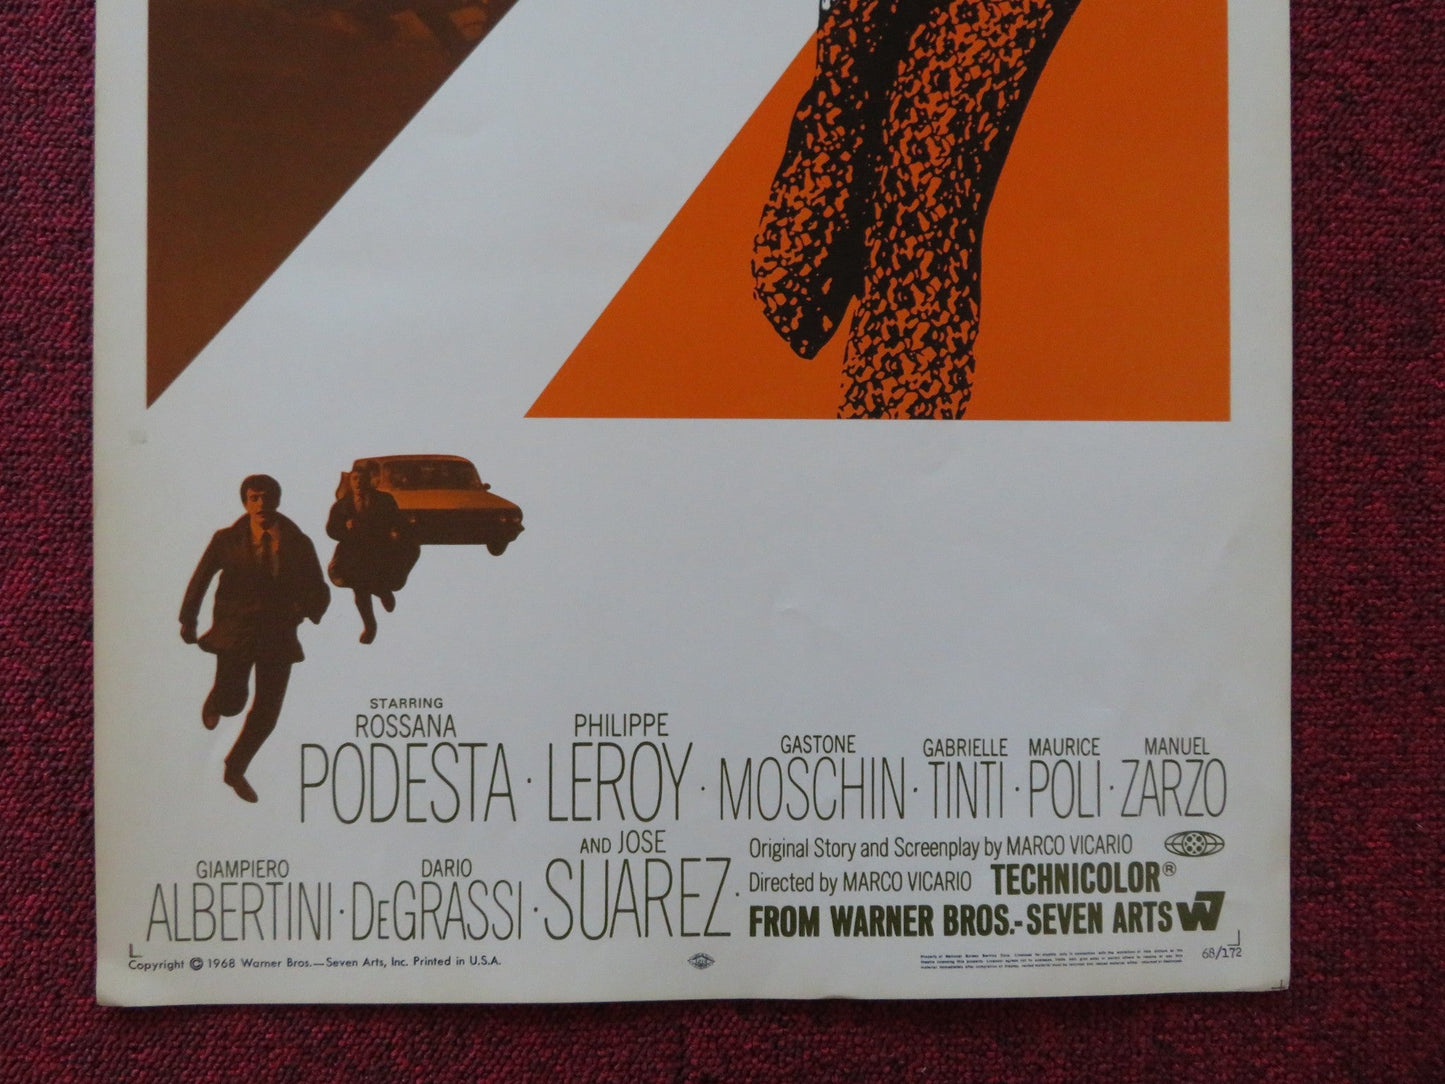 STARRING
ROSSANA PODESTA · PHILIPPE LEROY · GASTONE MOSCHIN · GABRIELLE TINTI · MAURICE POLI · MANUEL ZARZO
GIAMPIERO ALBERTINI · DARIO DeGRASSI · AND JOSE SUAREZ ·
Original Story and Screenplay by MARCO VICARIO
Directed by MARCO VICARIO TECHNICOLOR®
FROM WARNER BROS.-SEVEN ARTS W7
Copyright © 1968 Warner Bros.—Seven Arts, Inc. Printed in U.S.A.
68/172